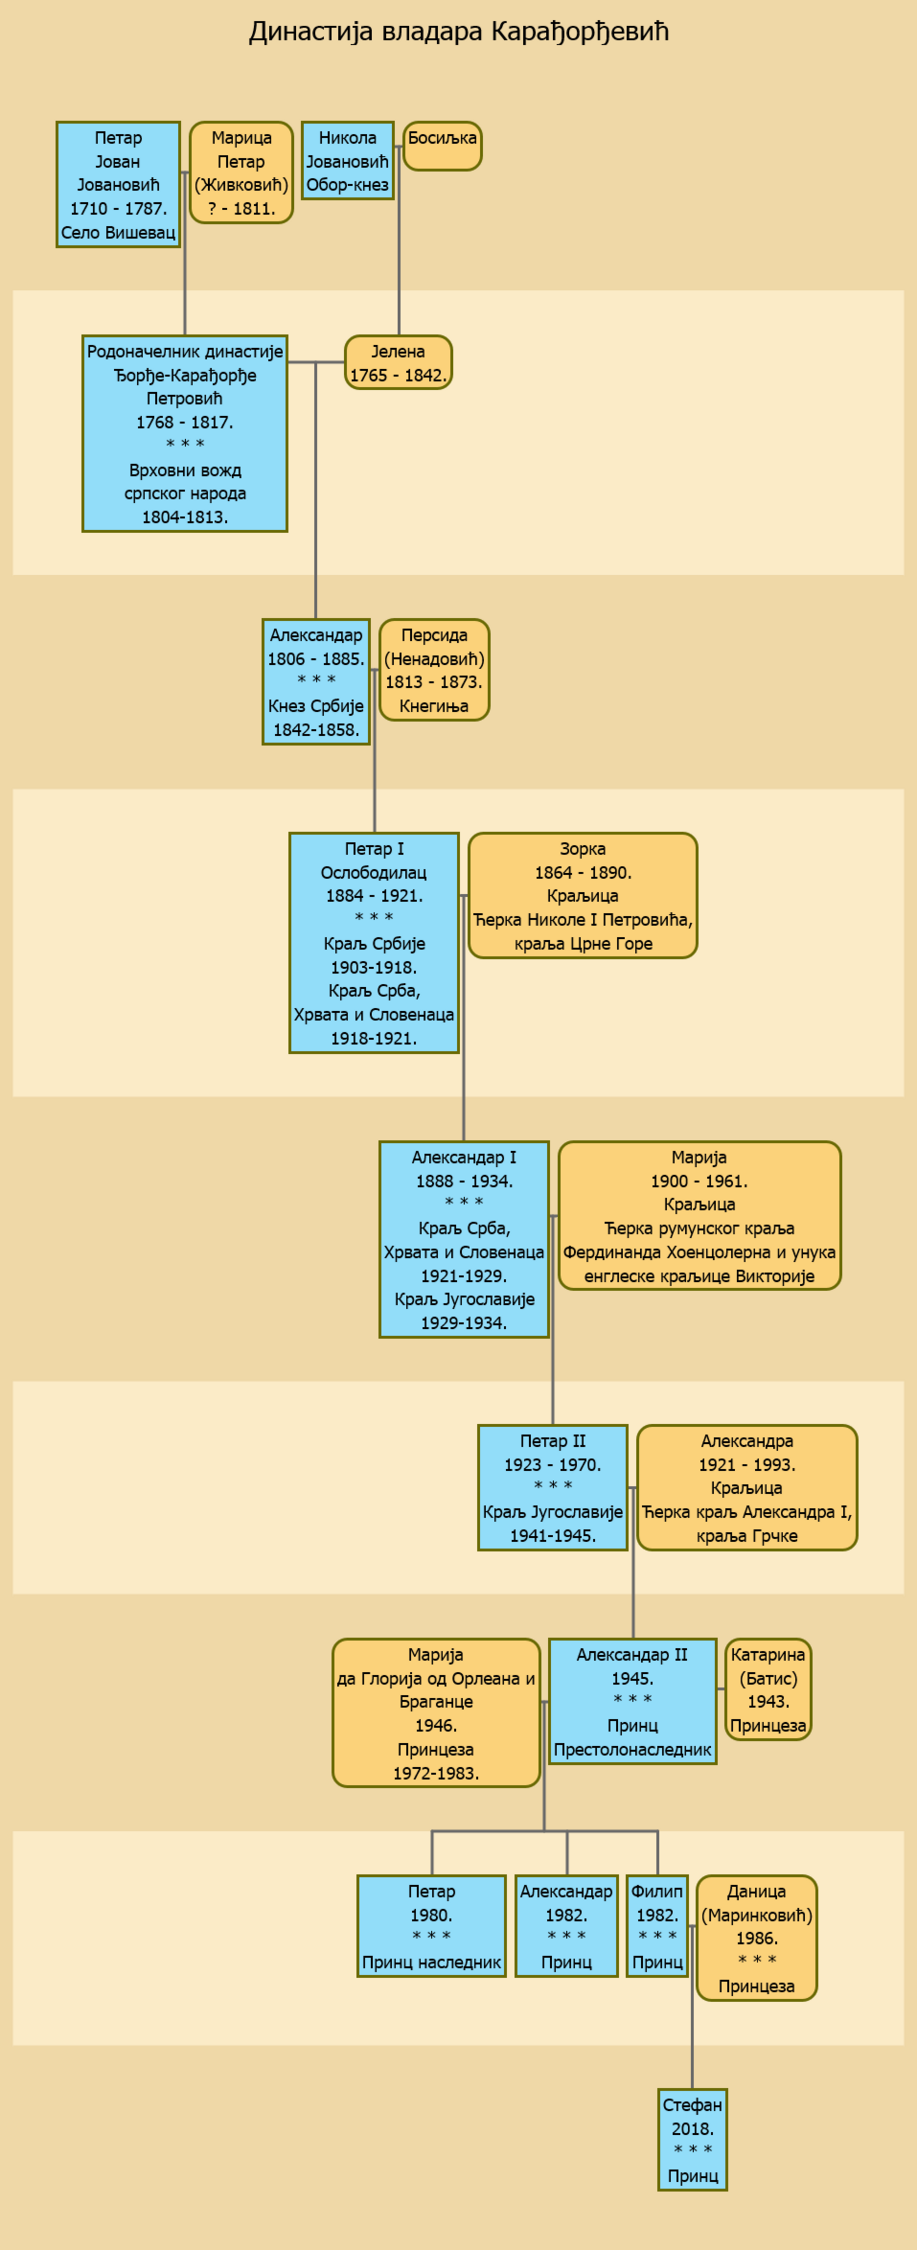 Династија владара Карађорђевић
Петар
Јован
Јовановић
1710 - 1787.
Село Вишевац
Марица
Петар
(Живковић)
? - 1811.
Никола
Јовановић
Обор-кнез
Босиљка
Родоначелник династије
Ђорђе-Карађорђе
Петровић
1768 - 1817.
* * *
Врховни вожд
српског народа
1804-1813.
Јелена
1765 - 1842.
Александар
1806 - 1885.
* * *
Кнез Србије
1842-1858.
Персида
(Ненадовић)
1813 - 1873.
Кнегиња
Петар I
Ослободилац
1884 - 1921.
* * *
Краљ Србије
1903-1918.
Краљ Срба,
Хрвата и Словенаца
1918-1921.
Зорка
1864 - 1890.
Краљица
Ћерка Николе I Петровића,
краља Црне Горе
Александар I
1888 - 1934.
* * *
Краљ Срба,
Хрвата и Словенаца
1921-1929.
Краљ Југославије
1929-1934.
Марија
1900 - 1961.
Краљица
Ћерка румунског краља
Фердинанда Хоенцолерна и унука
енглеске краљице Викторије
Петар II
1923 - 1970.
* * *
Краљ Југославије
1941-1945.
Александра
1921 - 1993.
Краљица
Ћерка краљ Александра I,
краља Грчке
Марија
да Глорија од Орлеана и
Браганце
1946.
Принцеза
1972-1983.
Александар II
1945.
* * *
Принц
Престолонаследник
Катарина
(Батис)
1943.
Принцеза
Петар
1980.
* * *
Принц наследник
Александар
1982.
* * *
Принц
Филип
1982.
* * *
Принц
Даница
(Маринковић)
1986.
* * *
Принцеза
Стефан
2018.
* * *
Принц